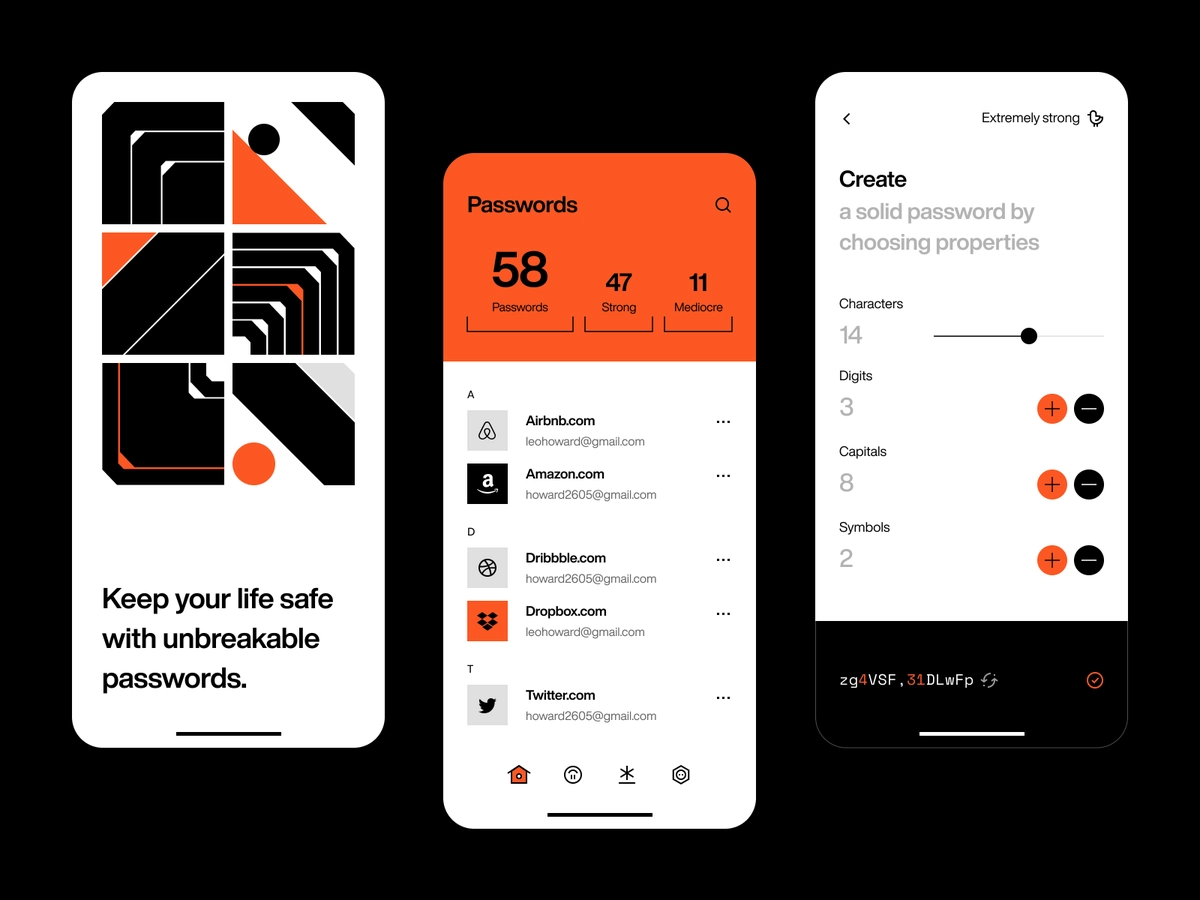 Keep your life safe
with unbreakable
passwords.
Passwords
58
47
11
Passwords
Strong
Mediocre
A
Airbnb.com
leohoward@gmail.com
a
Amazon.com
howard2605@gmail.com
D
Dribbble.com
howard2605@gmail.com
Dropbox.com
leohoward@gmail.com
T
Twitter.com
howard2605@gmail.com
Extremely strong
Create
a solid password by
choosing properties
Characters
14
Digits
3
Capitals
8
Symbols
2
zg4VSF,31DLwFp